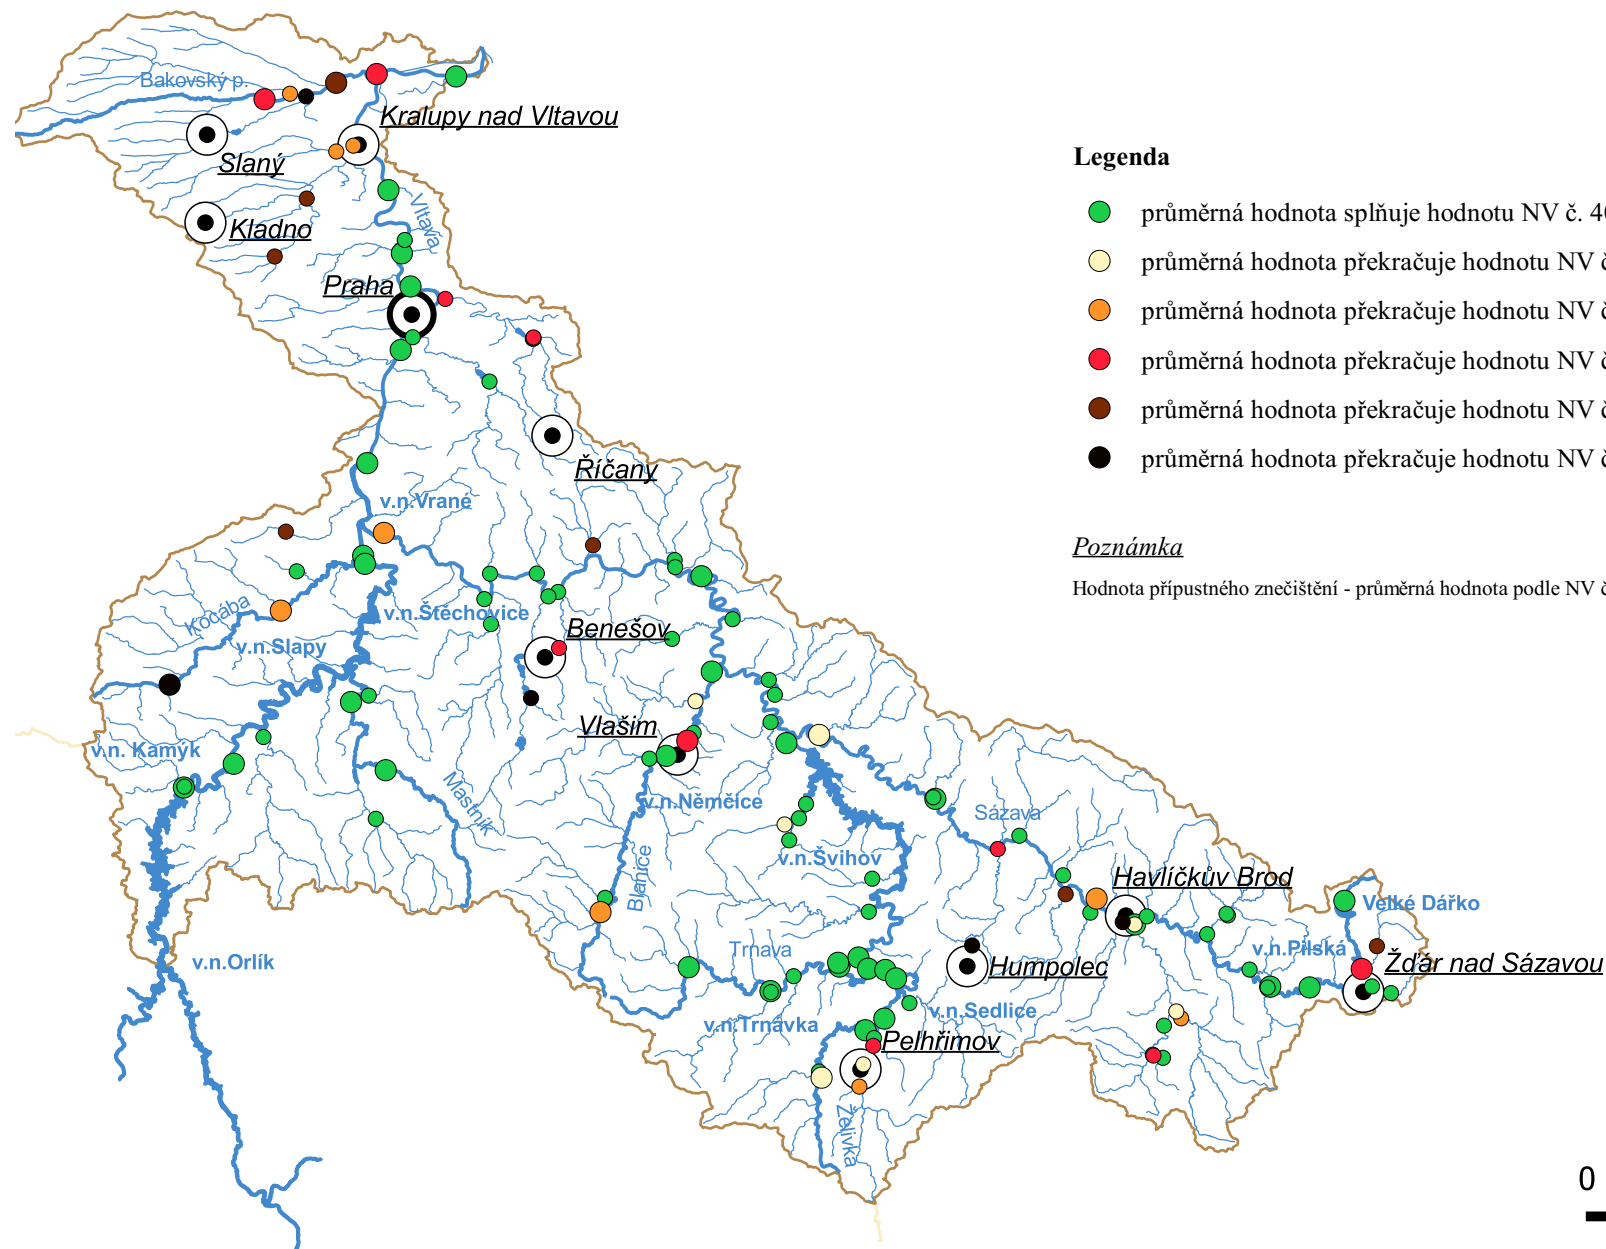 Bakovský p.
Kralupy nad Vltavou
Slaný
Vltava
Kladno
Praha
Říčany
v.n.Vrané
Kocába
v.n.Štěchovice
v.n.Slapy
Benešov
Vlašim
v.n. Kamýk
Mastník
v.n.Němčice
Sázava
v.n.Švihov
Blanice
Havlíčkův Brod
Velké Dářko
Trnava
v.n.Pilská
v.n.Orlík
Humpolec
Žďár nad Sázavou
v.n.Sedlice
v.n.Trnávka
Pelhřimov
Želivka
Legenda
průměrná hodnota splňuje hodnotu NV č. 40
průměrná hodnota překračuje hodnotu NV č
průměrná hodnota překračuje hodnotu NV č
průměrná hodnota překračuje hodnotu NV č
průměrná hodnota překračuje hodnotu NV č
průměrná hodnota překračuje hodnotu NV č
Poznámka
Hodnota přípustného znečištění - průměrná hodnota podle NV č
0